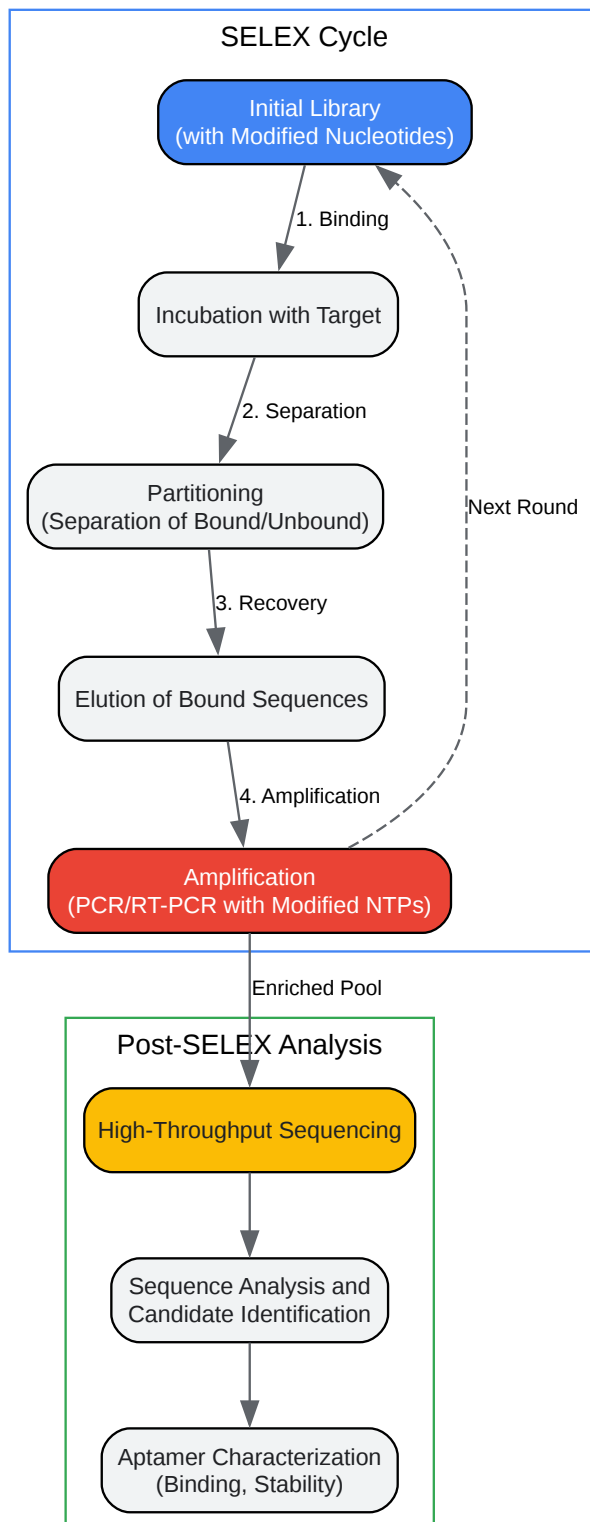 SELEX Cycle
Initial Library
(with Modified Nucleotides)
1. Binding
Incubation with Target
2. Separation
Partitioning
(Separation of Bound/Unbound)
Next Round
3. Recovery
Elution of Bound Sequences
4. Amplification
Amplification
(PCR/RT-PCR with Modified NTPs)
Enriched Pool
Post-SELEX Analysis
High-Throughput Sequencing
Sequence Analysis and
Candidate Identification
Aptamer Characterization
(Binding, Stability)